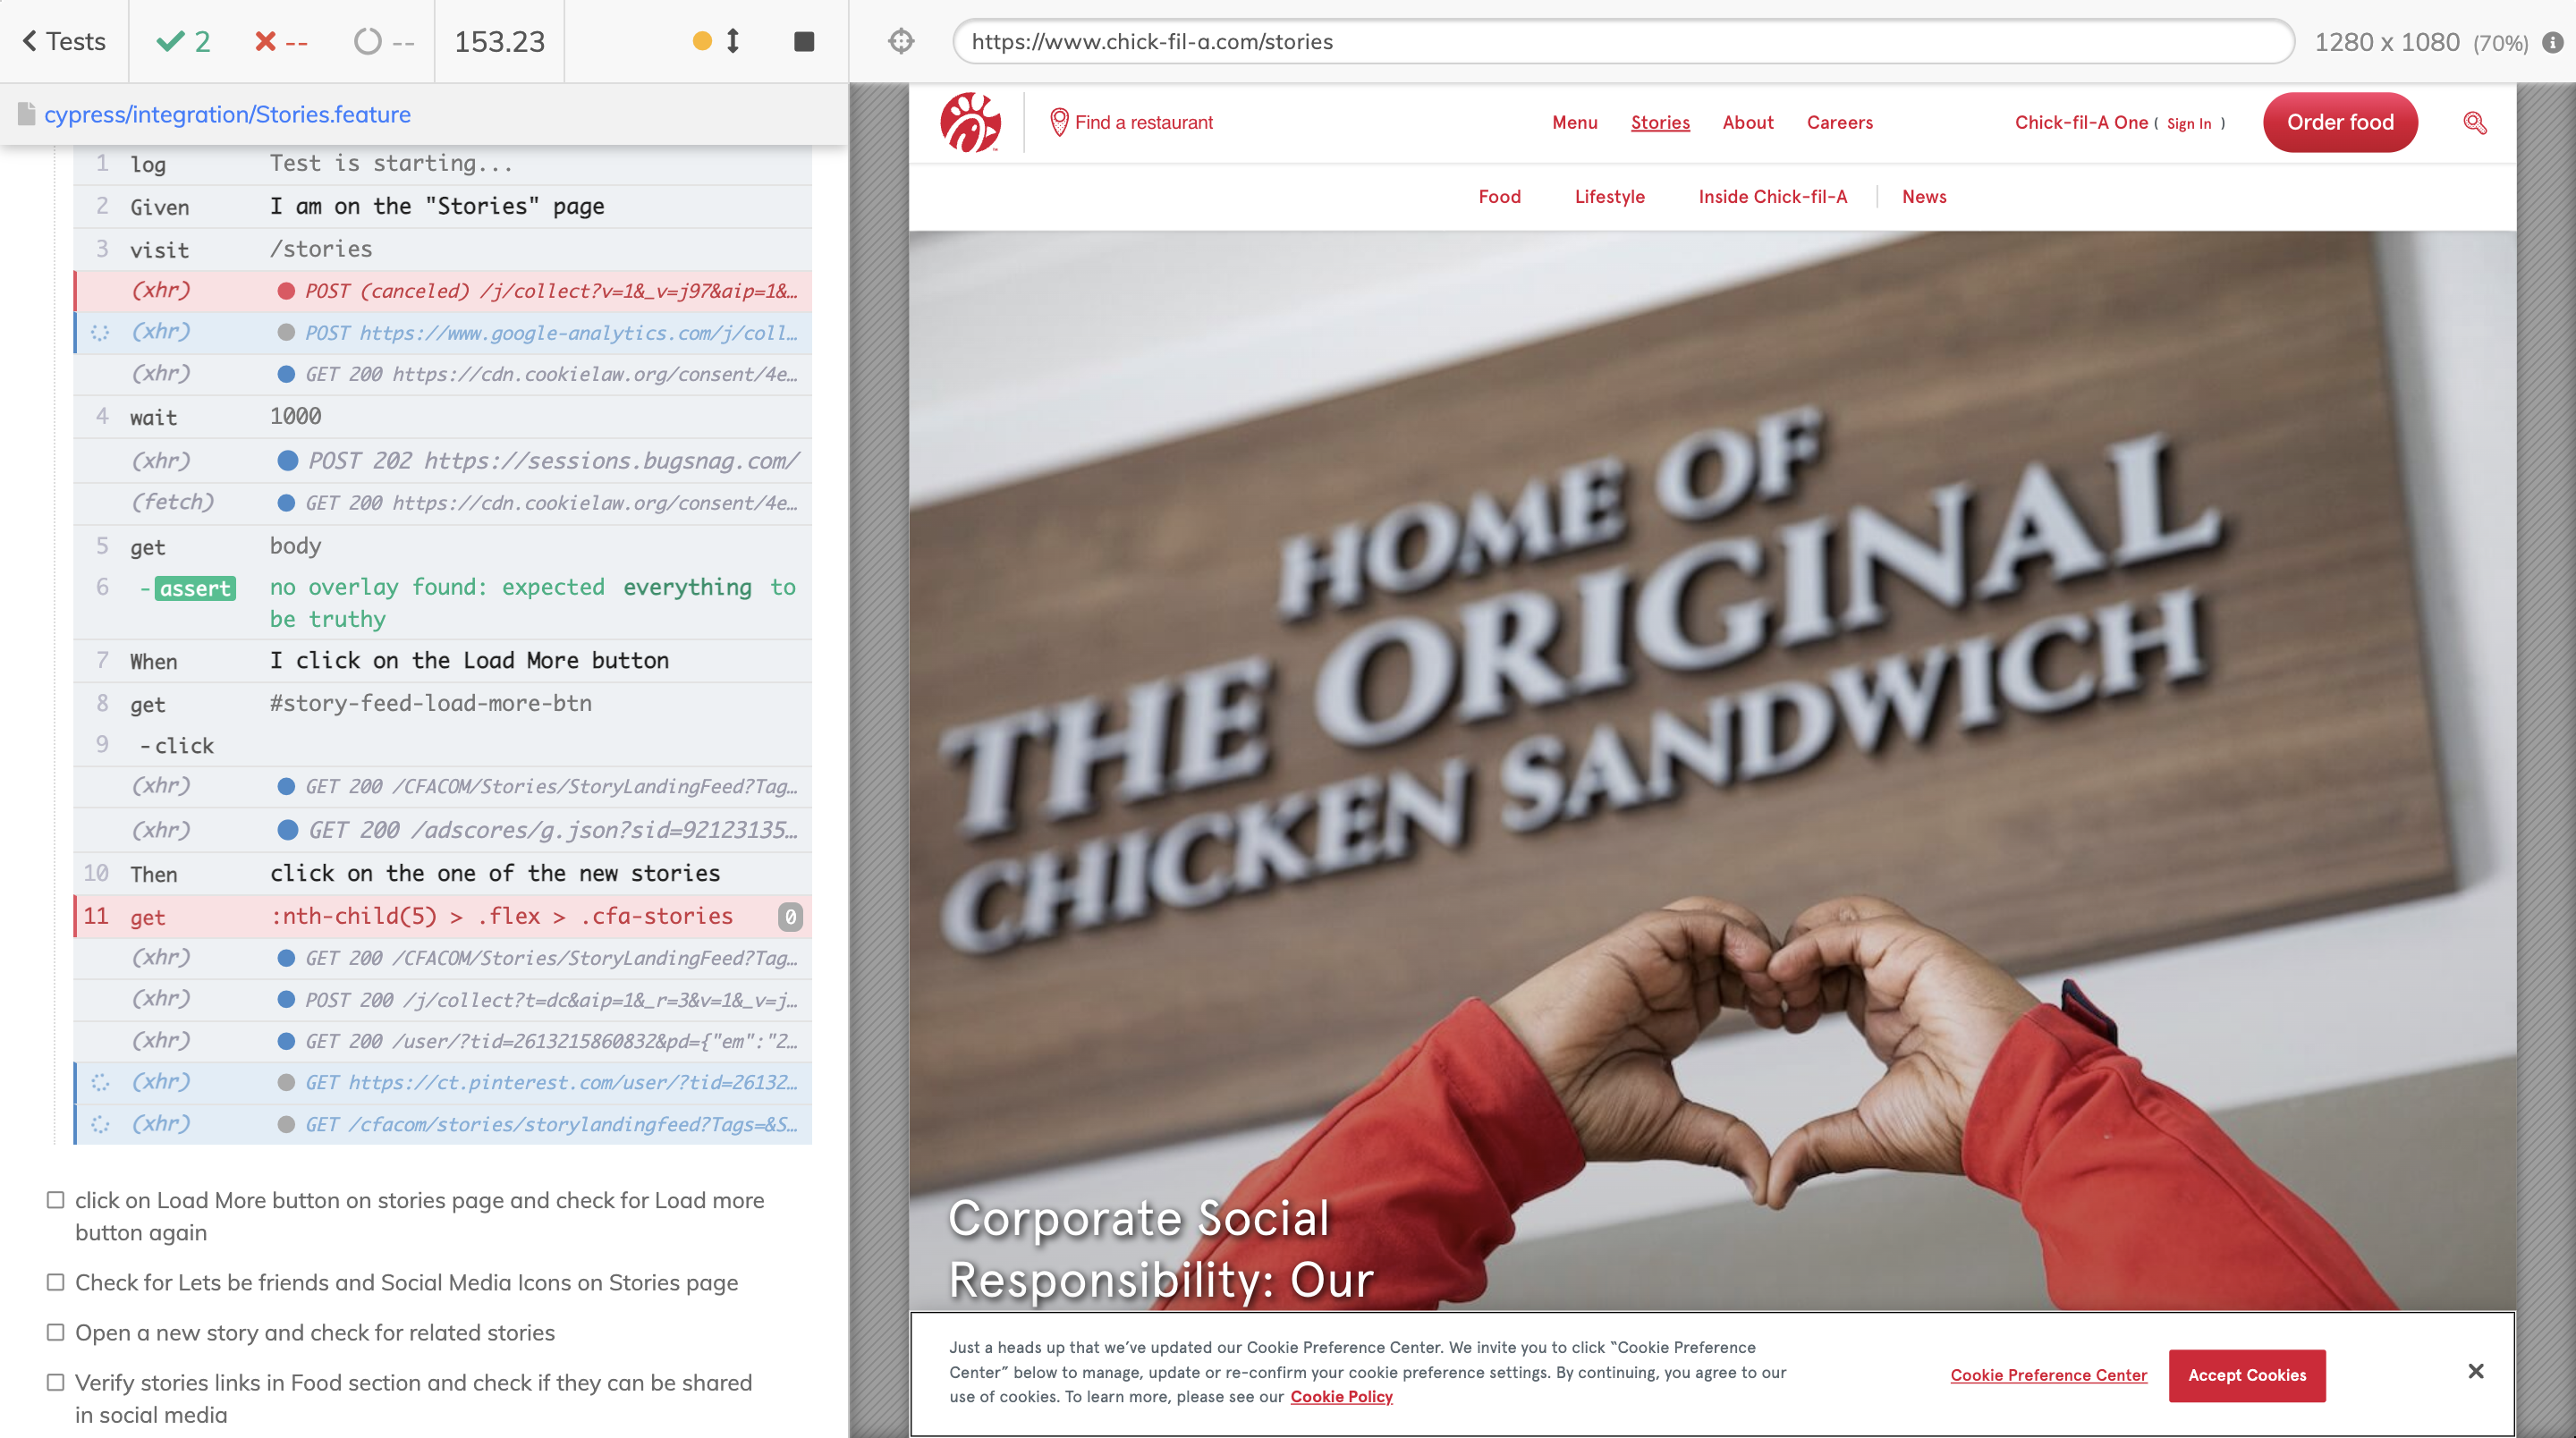 Tests
2
--
--
153.23
https://www.chick-fil-a.com/stories
1280 x 1080 (70%)
cypress/integration/Stories.feature
1 log Test is starting...
2 Given I am on the "Stories" page
3 visit /stories
(xhr) POST (canceled) /j/collect?v=1&_v=j97&aip=1&...
(xhr) POST https://www.google-analytics.com/j/coll...
(xhr) GET 200 https://cdn.cookielaw.org/consent/4e...
4 wait 1000
(xhr) POST 202 https://sessions.bugsnag.com/
(fetch) GET 200 https://cdn.cookielaw.org/consent/4e...
5 get body
6 -assert no overlay found: expected everything to
be truthy
7 When I click on the Load More button
8 get #story-feed-load-more-btn
9 -click
(xhr) GET 200 /CFACOM/Stories/StoryLandingFeed?Tag...
(xhr) GET 200 /adscores/g.json?sid=92123135...
10 Then click on the one of the new stories
11 get :nth-child(5) > .flex > .cfa-stories 0
(xhr) GET 200 /CFACOM/Stories/StoryLandingFeed?Tag...
(xhr) POST 200 /j/collect?t=dc&aip=1&_r=3&v=1&_v=j...
(xhr) GET 200 /user/?tid=2613215860832&pd={"em":"2...
(xhr) GET https://ct.pinterest.com/user/?tid=26132...
(xhr) GET /cfacom/stories/storylandingfeed?Tags=&S...
click on Load More button on stories page and check for Load more
button again
Check for Lets be friends and Social Media Icons on Stories page
Open a new story and check for related stories
Verify stories links in Food section and check if they can be shared
in social media
Find a restaurant
Menu Stories About Careers
Chick-fil-A One ( Sign In )
Order food
Food Lifestyle Inside Chick-fil-A News
HOME OF
THE ORIGINAL
CHICKEN SANDWICH
Corporate Social
Responsibility: Our
Just a heads up that we've updated our Cookie Preference Center. We invite you to click “Cookie Preference
Center” below to manage, update or re-confirm your cookie preference settings. By continuing, you agree to our
use of cookies. To learn more, please see our Cookie Policy
Cookie Preference Center
Accept Cookies